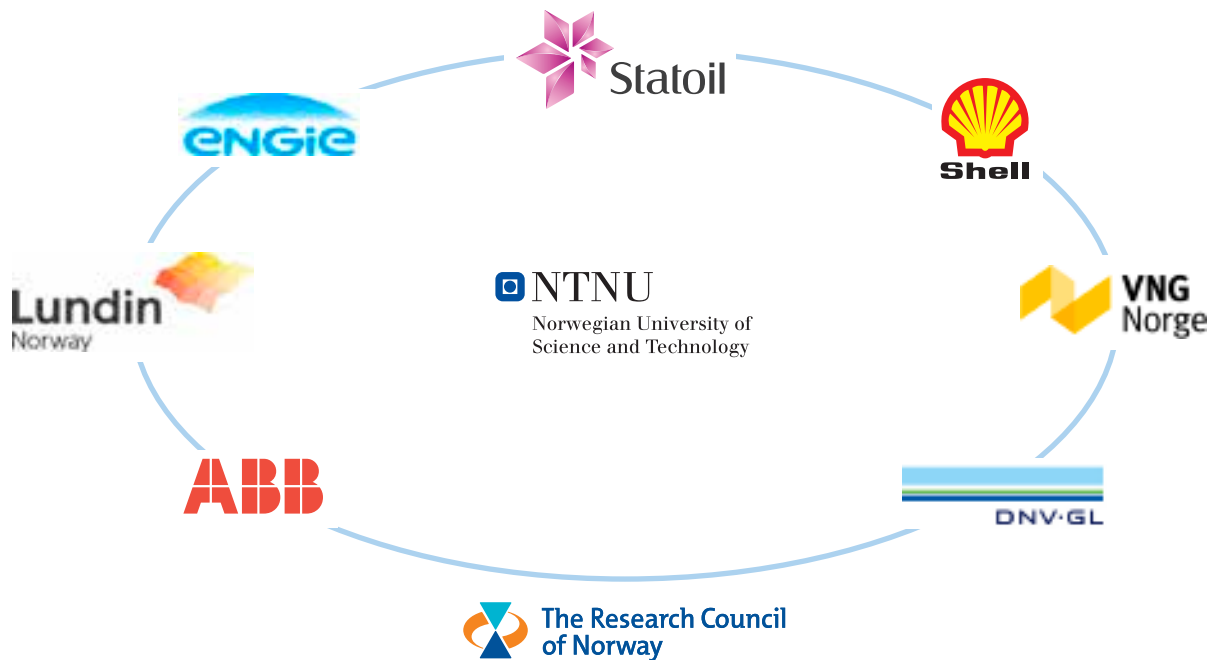 Statoil
ENGIE
Shell
Lundin
Norway
NTNU
Norwegian University of
Science and Technology
VNG
Norge
ABB
DNV·GL
The Research Council
of Norway